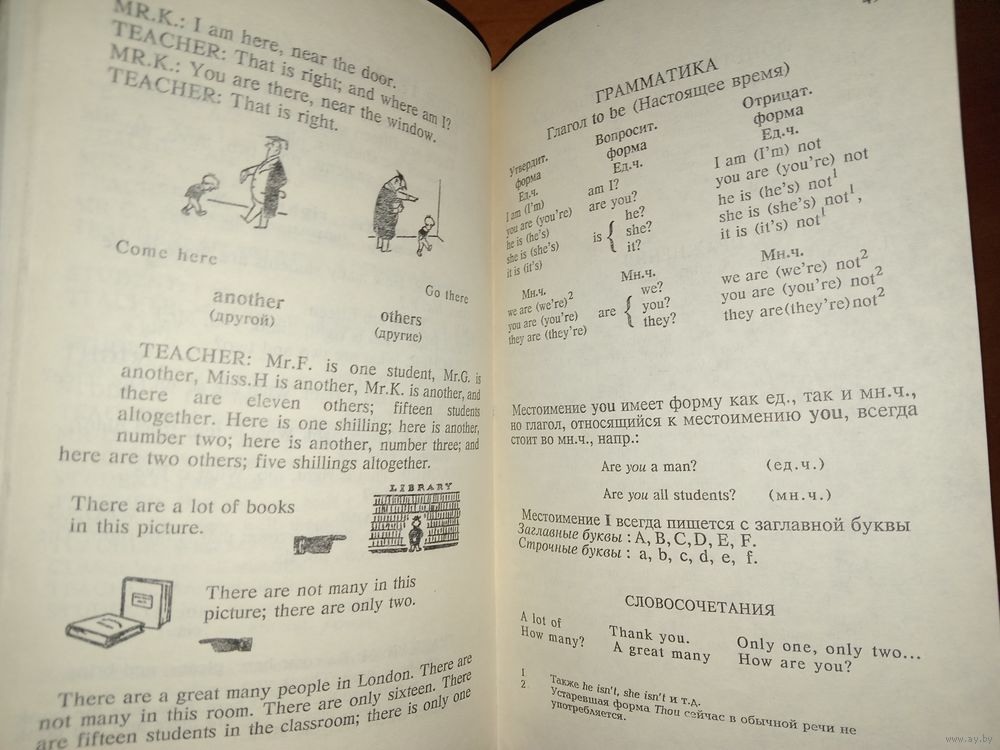 MR.K.: I am here, near the door.
TEACHER: That is right; and where am I?
MR.K.: You are there, near the window.
TEACHER: That is right.
Come here
Go there
another
(другой)
others
(другие)
TEACHER: Mr.F. is one student, Mr.G. is
another, Miss.H is another, Mr.K. is another, and
there are eleven others; fifteen students
altogether. Here is one shilling; here is another,
number two; here is another, number three; and
here are two others; five shillings altogether.
There are a lot of books
in this picture.
LIBRARY
There are not many in this
picture; there are only two.
There are a great many people in London. There are
not many in this room. There are only sixteen. There
are fifteen students in the classroom; there is only one
ГРАММАТИКА
Глагол to be (Настоящее время)
Утвердит.
форма
Ед.ч.
I am (I'm)
you are (you're)
he is (he's)
she is (she's)
it is (it's)
Мн.ч.
we are (we're)2
you are (you're)
they are (they're)
Вопросит.
форма
Ед.ч.
am I?
are you?
is { he?
she?
it?
Мн.ч.
are { we?
you?
they?
Отрицат.
форма
Ед.ч.
I am (I'm) not
you are (you're) not
he is (he's) not1
she is (she's) not1,
it is (it's) not1
Мн.ч.
we are (we're) not2
you are (you're) not2
they are(they're)not2
Местоимение you имеет форму как ед., так и мн.ч.,
но глагол, относящийся к местоимению you, всегда
стоит во мн.ч., напр.:
Are you a man? (ед.ч.)
Are you all students? (мн.ч.)
Местоимение I всегда пишется с заглавной буквы
Заглавные буквы : A, B, C, D, E, F.
Строчные буквы : a, b, c, d, e, f.
СЛОВОСОЧЕТАНИЯ
A lot of
How many?
Thank you.
A great many
Only one, only two...
How are you?
1 Также he isn't, she isn't и т.д.
2 Устаревшая форма Thou сейчас в обычной речи не
употребляется.
www.ay.by